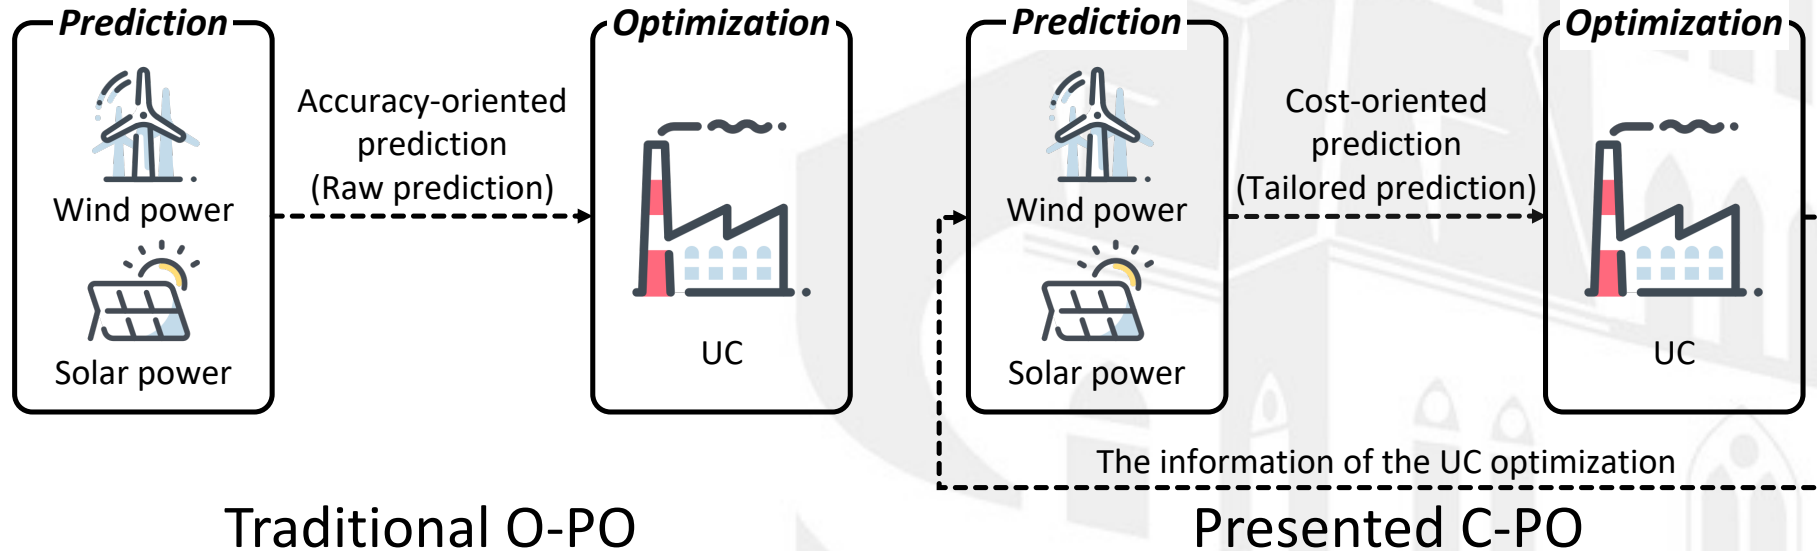 Prediction
Wind power
Solar power
Accuracy-oriented
prediction
(Raw prediction)
Optimization
UC
Traditional O-PO
Prediction
Wind power
Solar power
Cost-oriented
prediction
(Tailored prediction)
Optimization
UC
The information of the UC optimization
Presented C-PO